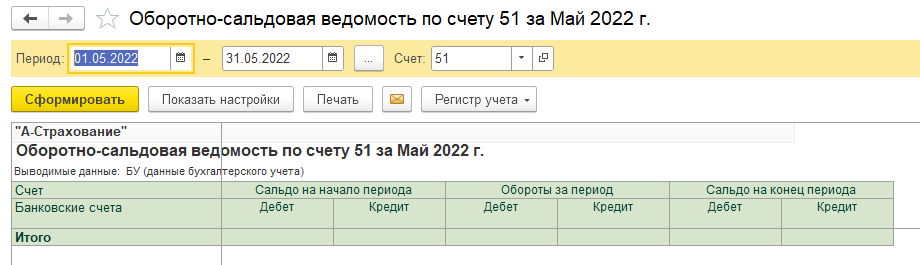 Оборотно-сальдовая ведомость по счету 51 за Май 2022 г.
Период: 01.05.2022 – 31.05.2022 ... Счет: 51
Сформировать Показать настройки Печать Регистр учета
"А-Страхование"
Оборотно-сальдовая ведомость по счету 51 за Май 2022 г.
Выводимые данные: БУ (данные бухгалтерского учета)
Счет Сальдо на начало периода Обороты за период Сальдо на конец периода
Банковские счета Дебет Кредит Дебет Кредит Дебет Кредит
Итого